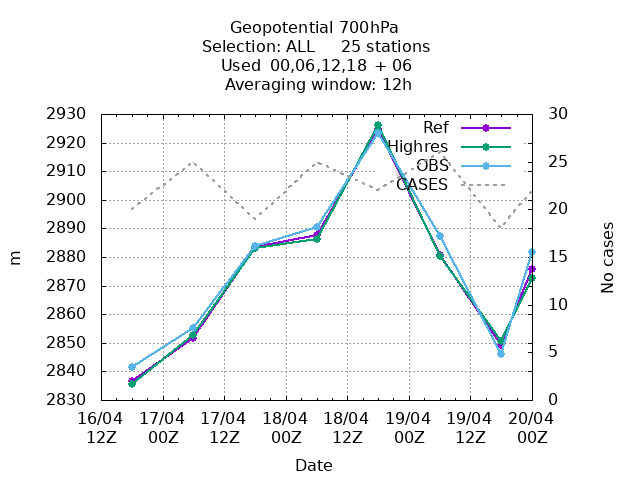 Geopotential 700hPa
Selection: ALL     25 stations
Used 00,06,12,18 + 06
Averaging window: 12h
2930
2920
2910
2900
2890
2880
2870
2860
2850
2840
2830
m
30
25
20
15
10
5
0
No cases
Ref
Highres
OBS
CASES
16/04 17/04 17/04 18/04 18/04 19/04 19/04 20/04
12Z 00Z 12Z 00Z 12Z 00Z 12Z 00Z
Date